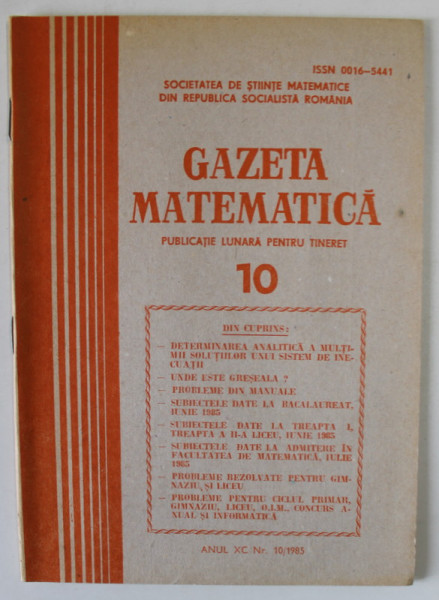 ISSN 0016-5441
SOCIETATEA DE ȘTIINȚE MATEMATICE
DIN REPUBLICA SOCIALISTĂ ROMÂNIA
GAZETA
MATEMATICĂ
PUBLICAȚIE LUNARĂ PENTRU TINERET
10
DIN CUPRINS:
— DETERMINAREA ANALITICĂ A MULȚI-
MII SOLUȚIILOR UNUI SISTEM DE INE-
CUAȚII
— UNDE ESTE GREȘEALA ?
— PROBLEME DIN MANUALE
— SUBIECTELE DATE LA BACALAUREAT,
IUNIE 1985
— SUBIECTELE DATE LA TREAPTA I,
TREAPTA A II-A LICEU, IUNIE 1985
— SUBIECTELE DATE LA ADMITERE ÎN
FACULTATEA DE MATEMATICĂ, IULIE
1985
— PROBLEME REZOLVATE PENTRU GIM-
NAZIU ȘI LICEU
— PROBLEME PENTRU CICLUL PRIMAR,
GIMNAZIU, LICEU, O.I.M., CONCURS A-
NUAL ȘI INFORMATICĂ
ANUL XC Nr. 10/1985